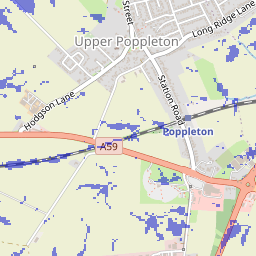 Street
Long Ridge Lane
Upper Poppleton
Hodgson Lane
Station Road
Poppleton
A59